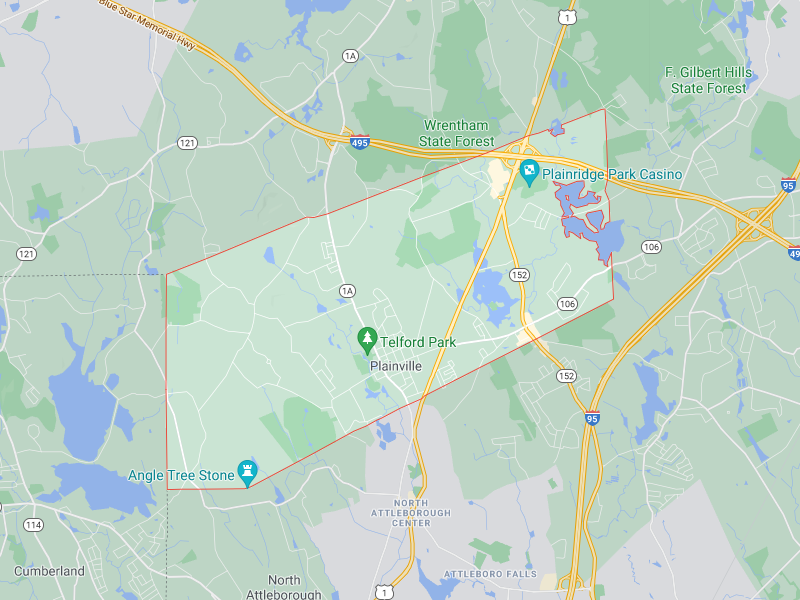 Blue Star Memorial Hwy
1
1A
F. Gilbert Hills
State Forest
Wrentham
State Forest
121
495
Plainridge Park Casino
95
121
106
49
152
1A
106
Telford Park
Plainville
152
95
Angle Tree Stone
NORTH
ATTLEBOROUGH
CENTER
114
Cumberland
North
Attleborough
ATTLEBORO FALLS
1